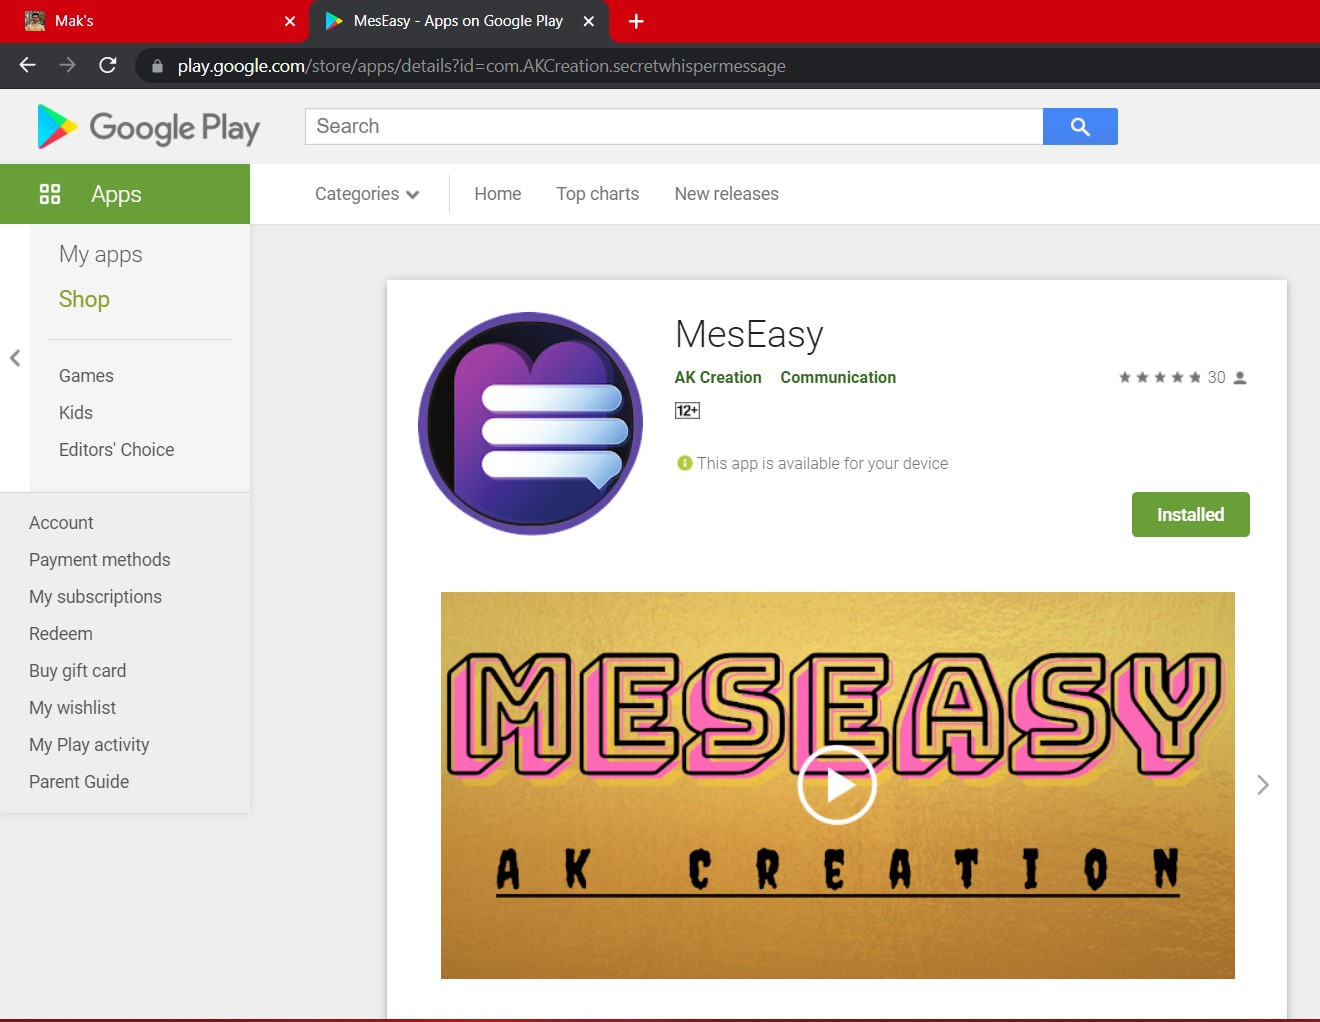 Mak's
MesEasy - Apps on Google Play
play.google.com/store/apps/details?id=com.AKCreation.secretwhispermessage
Google Play
Search
Apps
Categories
Home
Top charts
New releases
My apps
Shop
Games
Kids
Editors' Choice
Account
Payment methods
My subscriptions
Redeem
Buy gift card
My wishlist
My Play activity
Parent Guide
MesEasy
AK Creation Communication
30
12+
This app is available for your device
Installed
MESEASY
AK CREATION